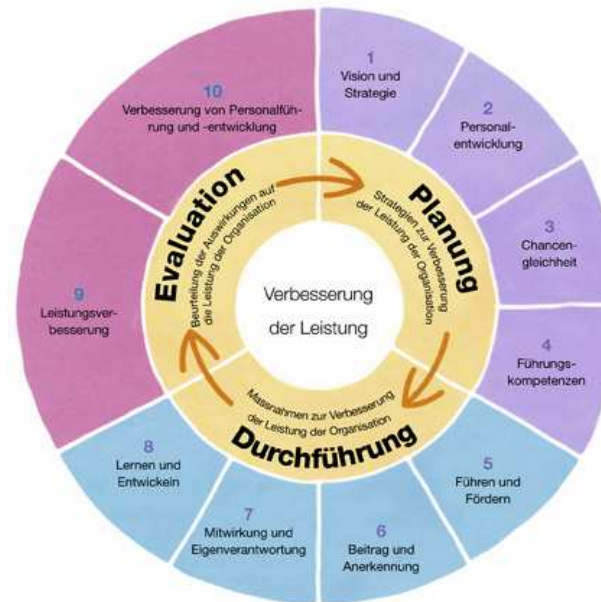 1
Vision und
Strategie
2
Personal-
entwicklung
3
Chancen-
gleichheit
4
Führungs-
kompetenzen
5
Führen und
Fördern
6
Beitrag und
Anerkennung
7
Mitwirkung und
Eigenverantwortung
8
Lernen und
Entwickeln
9
Leistungsver-
besserung
10
Verbesserung von Personalfüh-
rung und -entwicklung
Planung
Strategien zur Verbesserung
der Leistung der Organisation
Massnahmen zur Verbesserung
der Leistung der Organisation
Durchführung
Evaluation
Beurteilung der Auswirkungen auf
die Leistung der Organisation
Verbesserung
der Leistung